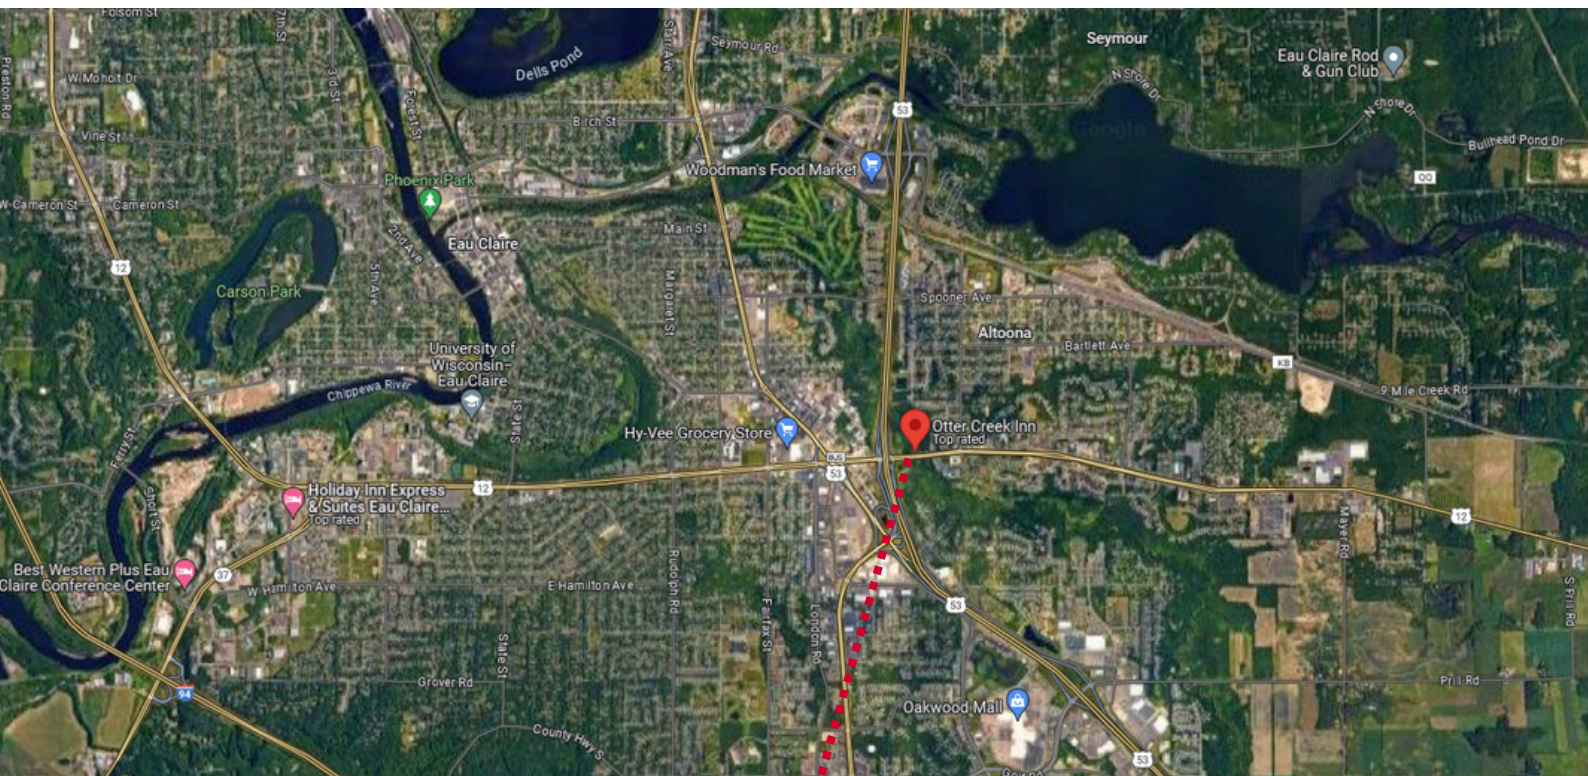 Folsom St
7th St
Preston Rd
W Moholt Dr
3rd St
Forest St
Dells Pond
Starr Ave
Seymour Rd
Seymour
Eau Claire Rod
& Gun Club
N Shore Dr
N Shore Dr
Bullhead Pond Dr
53
Birch St
Vine St
Google
Woodman's Food Market
Phoenix Park
QQ
W Cameron St
Cameron St
2nd Ave
Eau Claire
Main St
12
5th Ave
Carson Park
Margaret St
Spooner Ave
Altoona
Bartlett Ave
KB
University of
Wisconsin–
Eau Claire
Chippewa River
9 Mile Creek Rd
State St
Ferry St
Hy-Vee Grocery Store
Otter Creek Inn
Top rated
BUS
53
12
Holiday Inn Express
& Suites Eau Claire...
Top rated
Short St
12
Mayer Rd
Best Western Plus Eau
Claire Conference Center
37
W Hamilton Ave
E Hamilton Ave
Rudolph Rd
Fairfax St
London Rd
53
S Prill Rd
State St
Grover Rd
94
Prill Rd
Oakwood Mall
County Hwy S
53